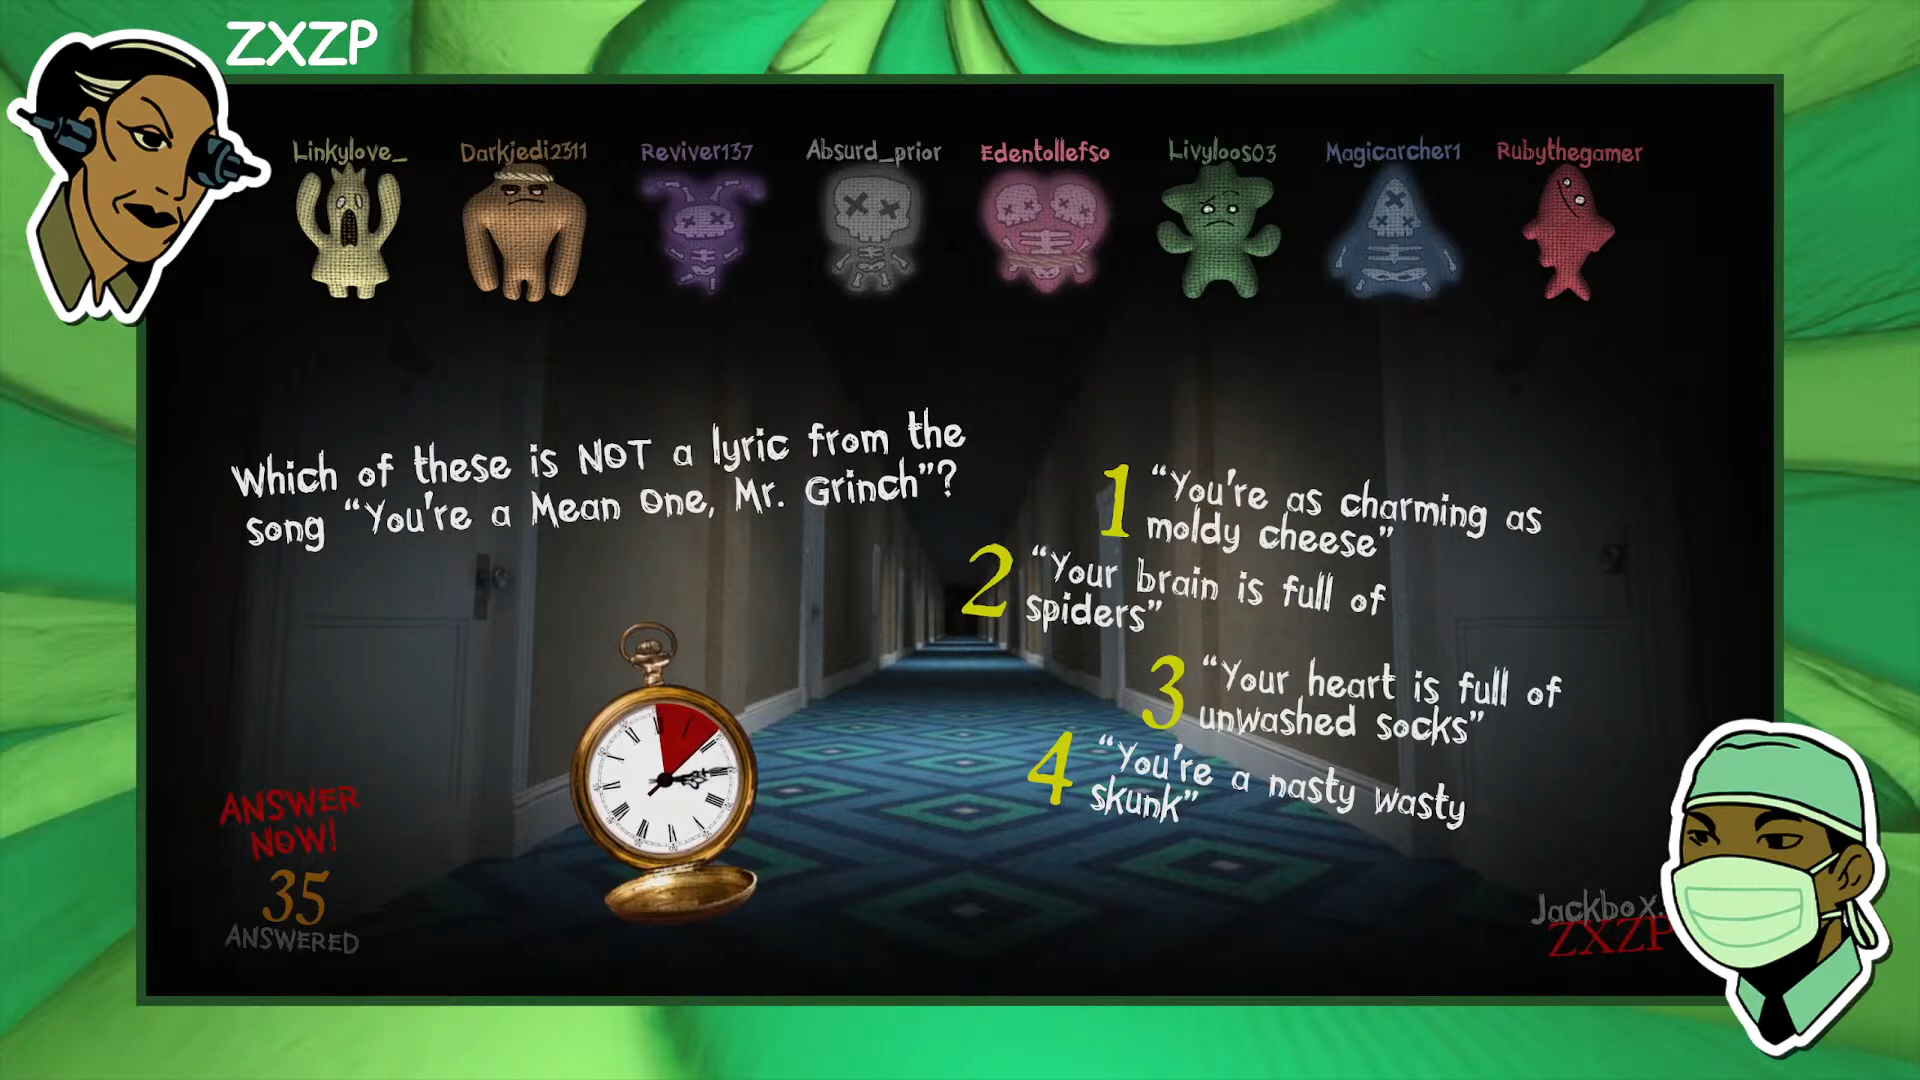 ZXZP
Linkylove_
Darkjedi2311
Reviver137
Absurd_prior
Edentollefso
Livyloos03
Magicarcher1
Rubythegamer
Which of these is NOT a lyric from the
song “You're a Mean One, Mr. Grinch”?
1 “You're as charming as
moldy cheese”
2 “Your brain is full of
spiders”
3 “Your heart is full of
unwashed socks”
4 “You're a nasty wasty
skunk”
ANSWER
NOW!
35
ANSWERED
Jackbox.
ZXZP